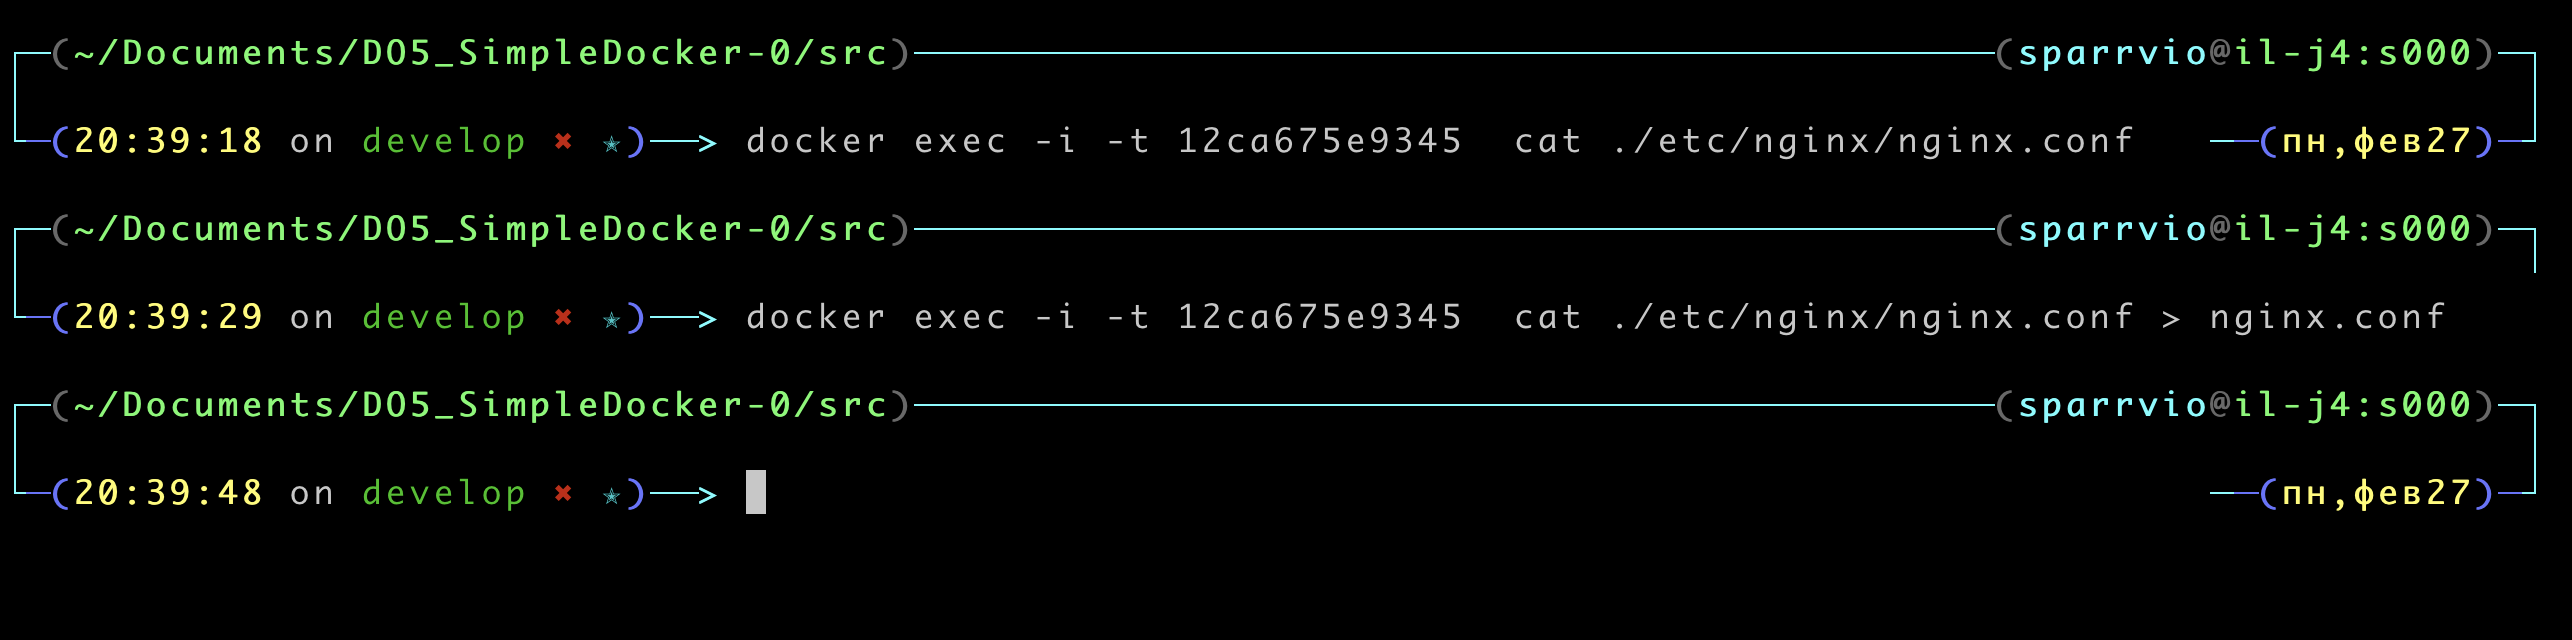 (~/Documents/DO5_SimpleDocker-0/src) (sparrvio@il-j4:s000)
(20:39:18 on develop ✖ ✭)──> docker exec -i -t 12ca675e9345  cat ./etc/nginx/nginx.conf (пн,фев27)
(~/Documents/DO5_SimpleDocker-0/src) (sparrvio@il-j4:s000)
(20:39:29 on develop ✖ ✭)──> docker exec -i -t 12ca675e9345  cat ./etc/nginx/nginx.conf > nginx.conf
(~/Documents/DO5_SimpleDocker-0/src) (sparrvio@il-j4:s000)
(20:39:48 on develop ✖ ✭)──> (пн,фев27)